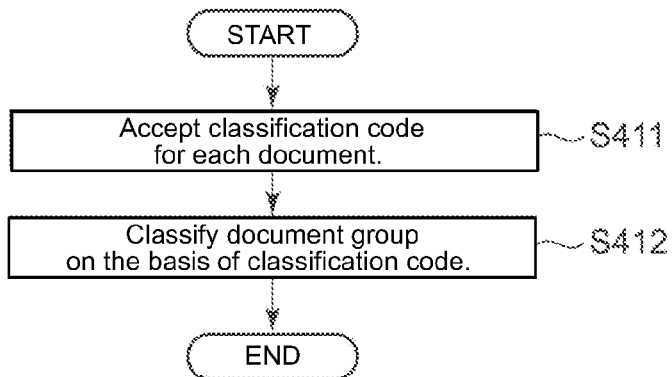 START
Accept classification code
for each document.
S411
Classify document group
on the basis of classification code.
S412
END